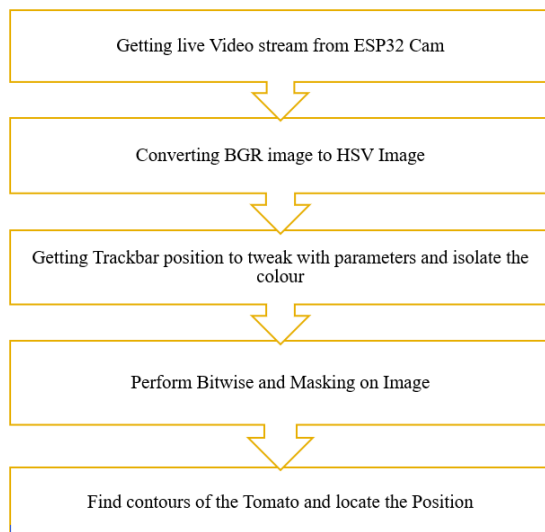 Getting live Video stream from ESP32 Cam
Converting BGR image to HSV Image
Getting Trackbar position to tweak with parameters and isolate the
colour
Perform Bitwise and Masking on Image
Find contours of the Tomato and locate the Position